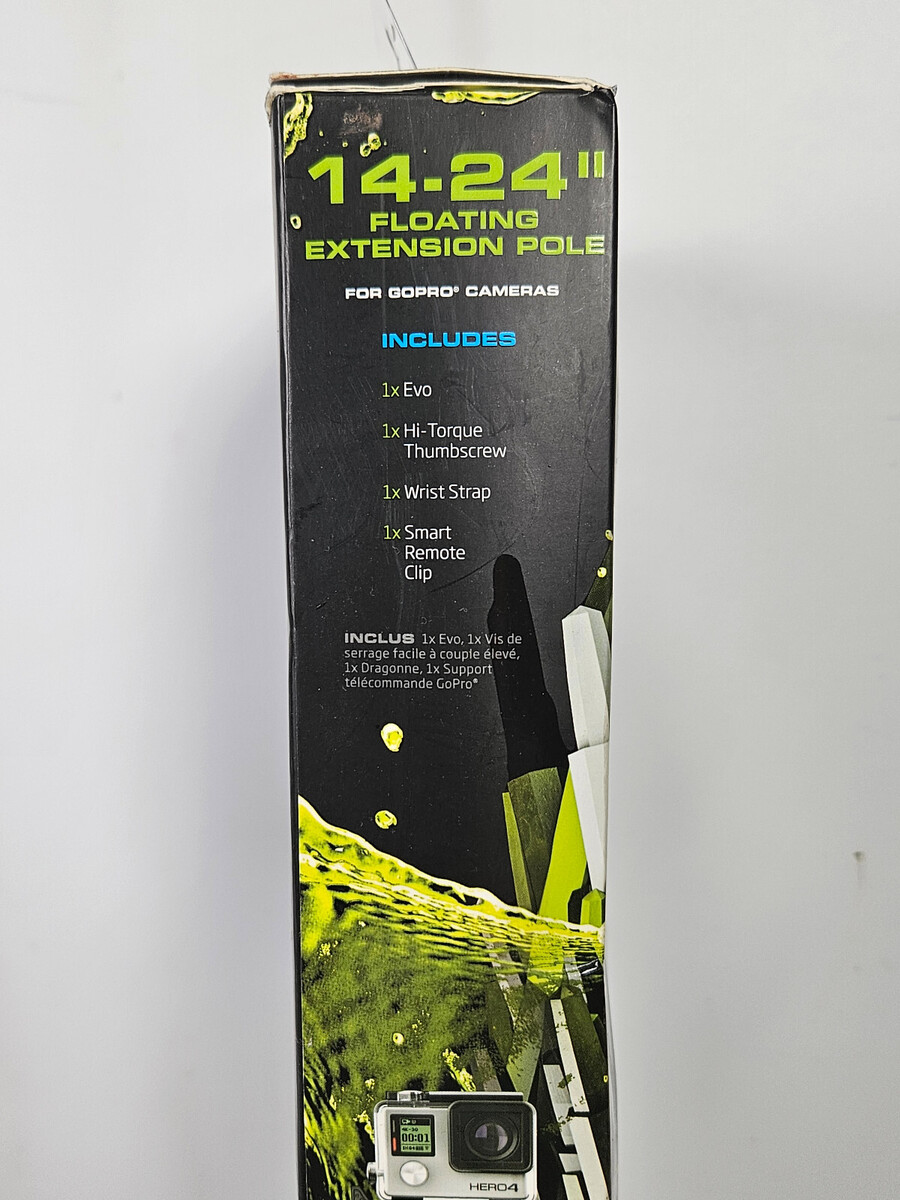 14-24"
FLOATING
EXTENSION POLE
FOR GOPRO® CAMERAS
INCLUDES
1x Evo
1x Hi-Torque
Thumbscrew
1x Wrist Strap
1x Smart
Remote
Clip
INCLUS 1x Evo, 1x Vis de
serrage facile à couple élevé,
1x Dragonne, 1x Support
télécommande GoPro®
4K-30
00:01
HERO4